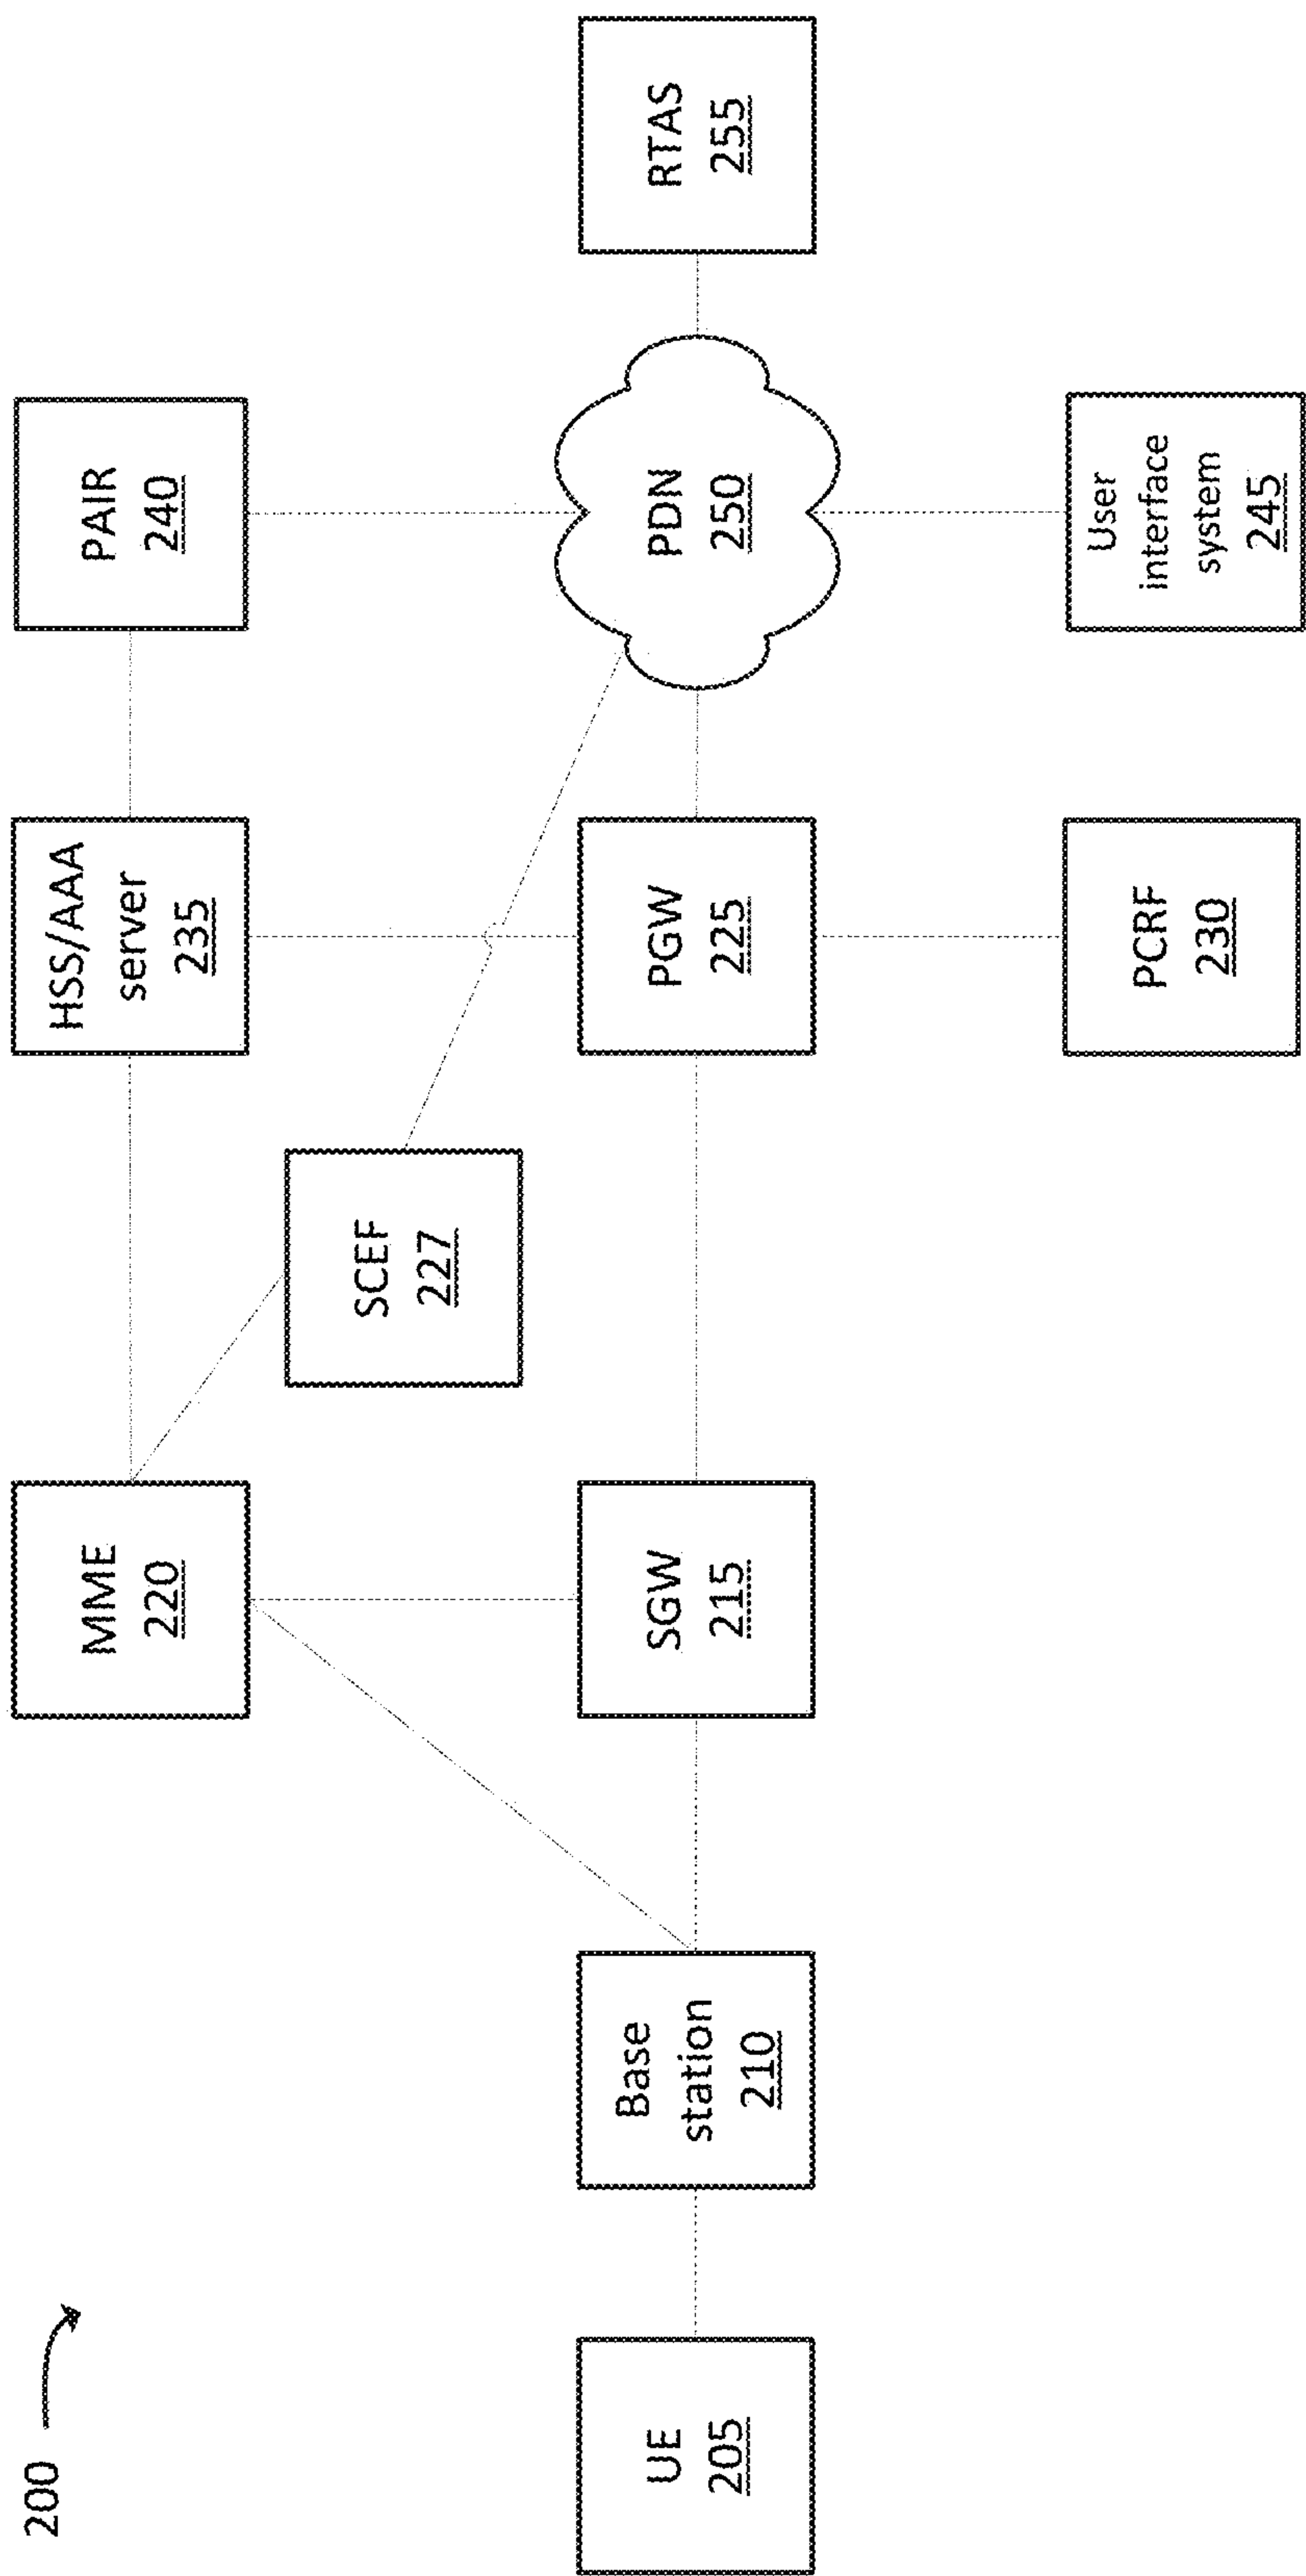 200
MME
220
HSS/AAA
server
235
PAIR
240
SCEF
227
UE
205
Base
station
210
SGW
215
PGW
225
PDN
250
RTAS
255
PCRF
230
User
interface
system
245